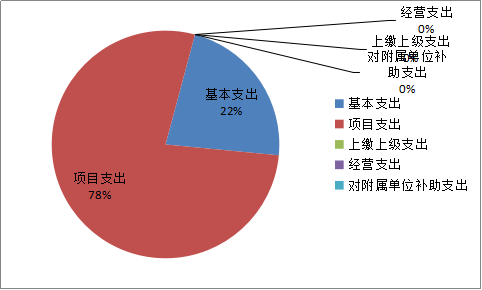 经营支出
0%
上缴上级支出
对附属单位补
助支出
0%
基本支出
22%
项目支出
78%
基本支出
项目支出
上缴上级支出
经营支出
对附属单位补助支出